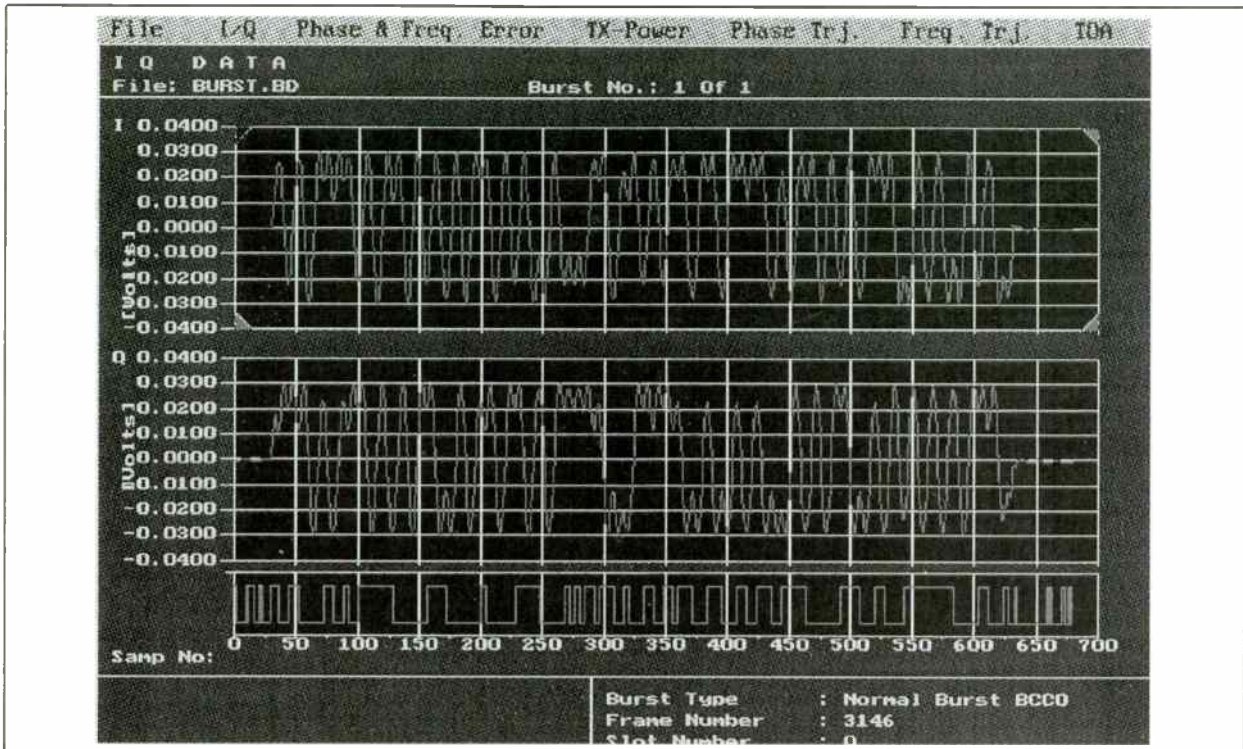 File I/Q Phase & Freq. Error TX-Power Phase Trj. Freq. Trj. TOA
I Q D A T A
File: BURST.BD Burst No.: 1 Of 1
I 0.0400
0.0300
0.0200
0.0100
0.0000
0.0100
0.0200
0.0300
-0.0400
[Volts]
Q 0.0400
0.0300
0.0200
0.0100
0.0000
0.0100
-0.0200
-0.0300
-0.0400
[Volts]
0 50 100 150 200 250 300 350 400 450 500 550 600 650 700
Samp No:
Burst Type : Normal Burst BCC0
Frame Number : 3146
Slot Number : 0